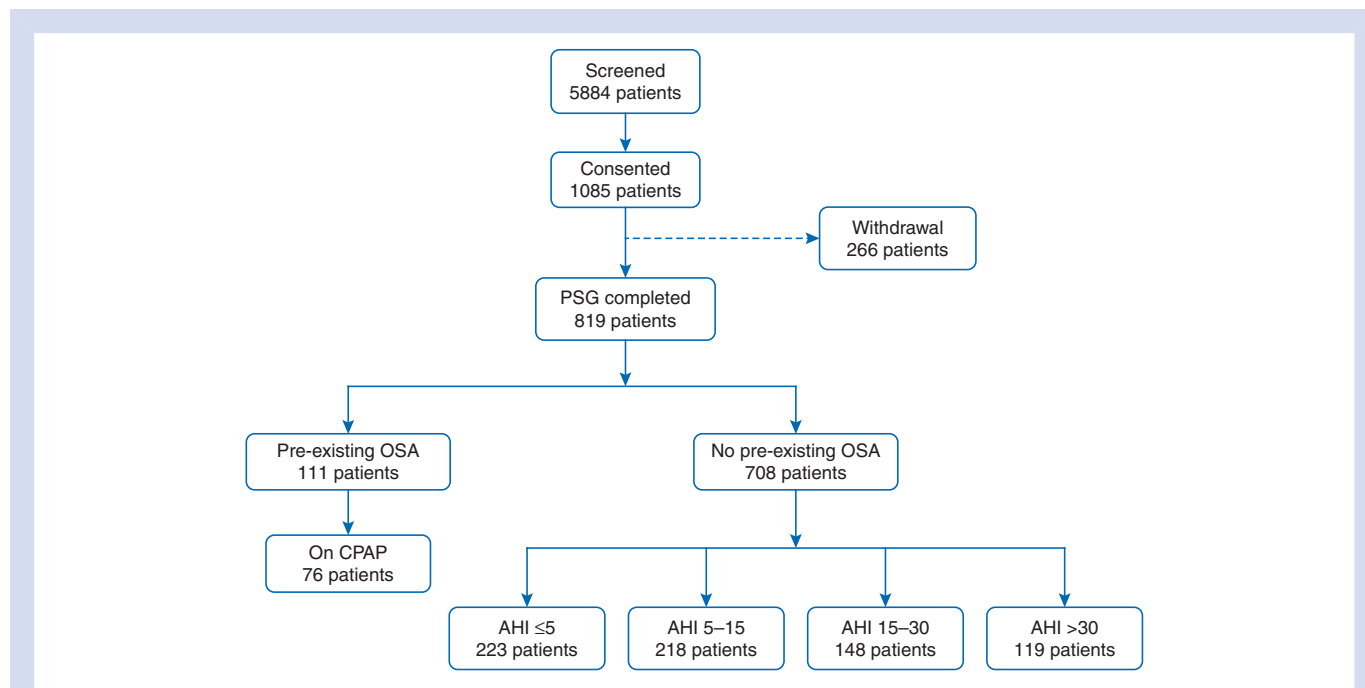 Screened
5884 patients
Consented
1085 patients
Withdrawal
266 patients
PSG completed
819 patients
Pre-existing OSA
111 patients
No pre-existing OSA
708 patients
On CPAP
76 patients
AHI ≤5
223 patients
AHI 5–15
218 patients
AHI 15–30
148 patients
AHI >30
119 patients